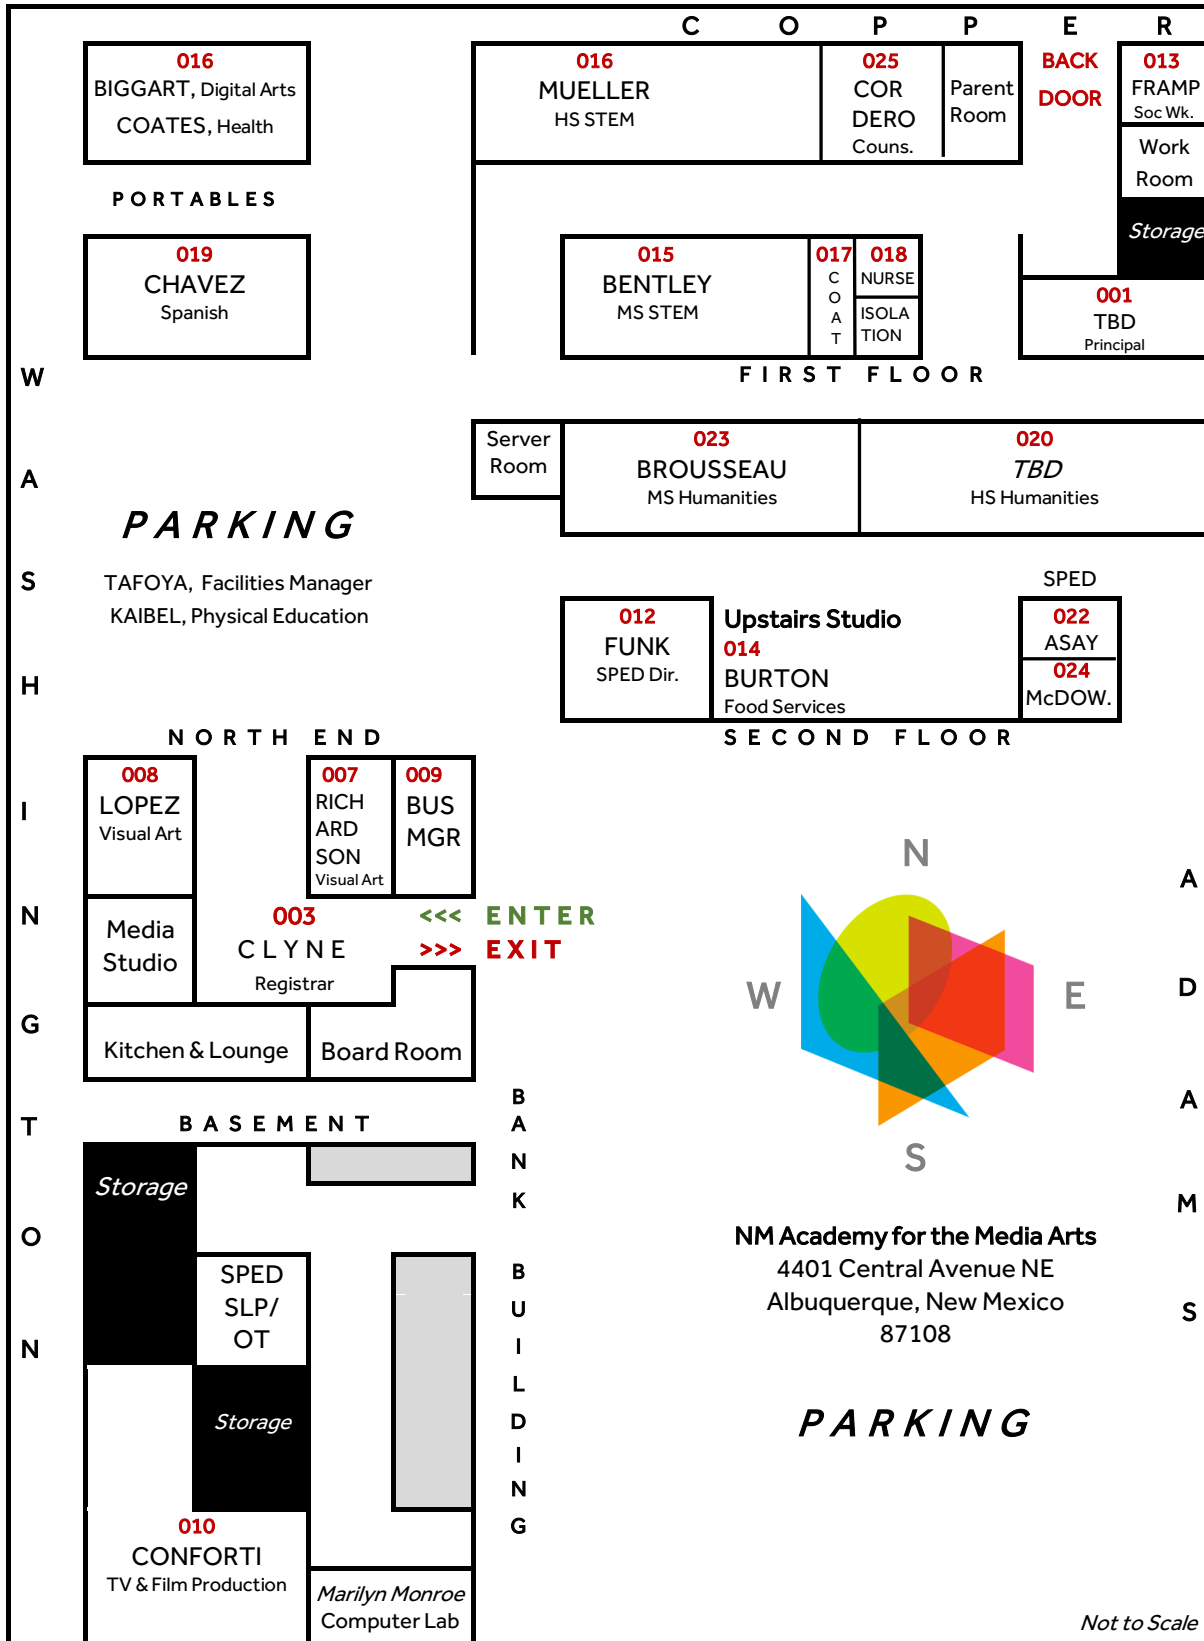 C O P P E R
016
BIGGART, Digital Arts
COATES, Health
PORTABLES
019
CHAVEZ
Spanish
016
MUELLER
HS STEM
025
COR
DERO
Couns.
Parent
Room
BACK
DOOR
013
FRAMP
Soc Wk.
Work
Room
Storage
015
BENTLEY
MS STEM
017
C
O
A
T
018
NURSE
ISOLA
TION
001
TBD
Principal
FIRST FLOOR
W
A
S
H
I
N
G
T
O
N
PARKING
TAFOYA, Facilities Manager
KAIBEL, Physical Education
Server
Room
023
BROUSSEAU
MS Humanities
020
TBD
HS Humanities
012
FUNK
SPED Dir.
Upstairs Studio
014
BURTON
Food Services
SPED
022
ASAY
024
McDOW.
SECOND FLOOR
NORTH END
008
LOPEZ
Visual Art
007
RICH
ARD
SON
Visual Art
009
BUS
MGR
Media
Studio
003
CLYNE
Registrar
<<< ENTER
>>> EXIT
Kitchen & Lounge
Board Room
BASEMENT
Storage
SPED
SLP/
OT
Storage
010
CONFORTI
TV & Film Production
Marilyn Monroe
Computer Lab
B
A
N
K
B
U
I
L
D
I
N
G
N
W
E
S
A
D
A
M
S
NM Academy for the Media Arts
4401 Central Avenue NE
Albuquerque, New Mexico
87108
PARKING
Not to Scale